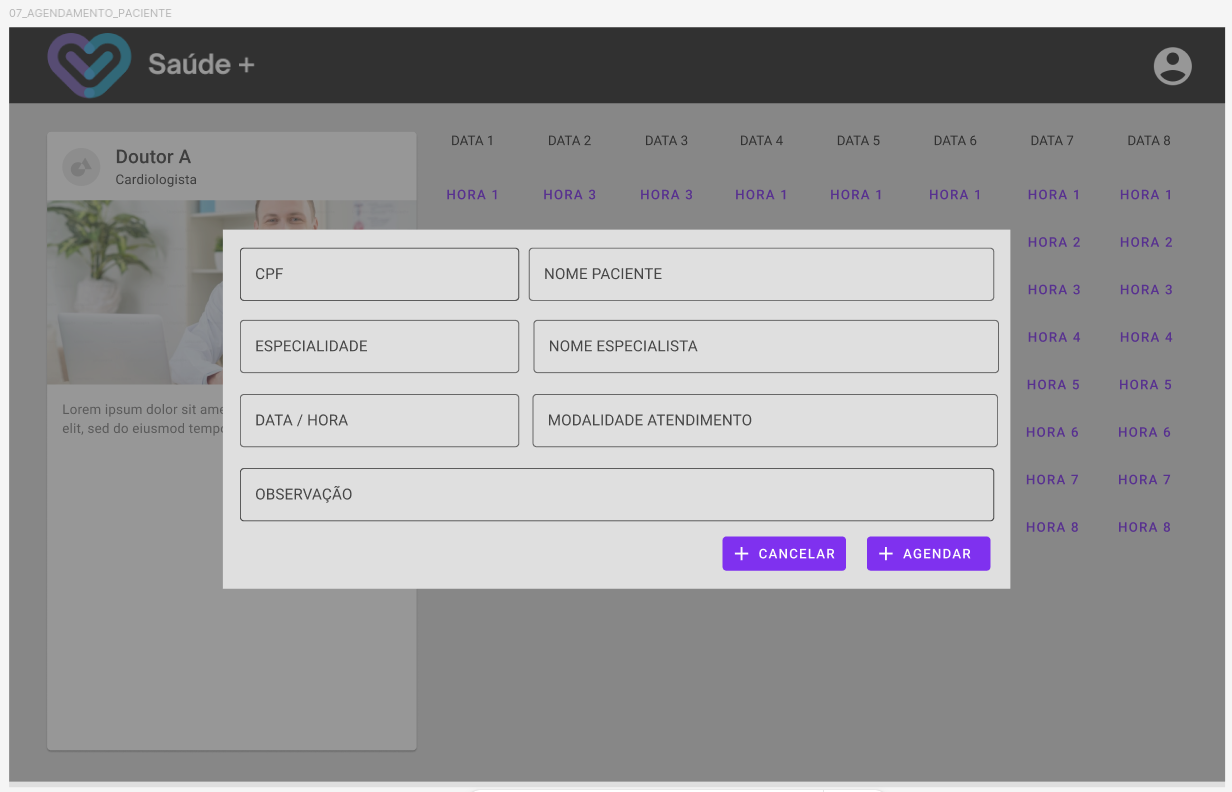 07_AGENDAMENTO_PACIENTE
Saúde +
Doutor A
Cardiologista
DATA 1 DATA 2 DATA 3 DATA 4 DATA 5 DATA 6 DATA 7 DATA 8
HORA 1 HORA 3 HORA 3 HORA 1 HORA 1 HORA 1 HORA 1 HORA 1
HORA 2 HORA 2
CPF NOME PACIENTE
HORA 3 HORA 3
ESPECIALIDADE NOME ESPECIALISTA
HORA 4 HORA 4
HORA 5 HORA 5
Lorem ipsum dolor sit ame
elit, sed do eiusmod tempo
DATA / HORA MODALIDADE ATENDIMENTO
HORA 6 HORA 6
HORA 7 HORA 7
OBSERVAÇÃO
HORA 8 HORA 8
+ CANCELAR + AGENDAR